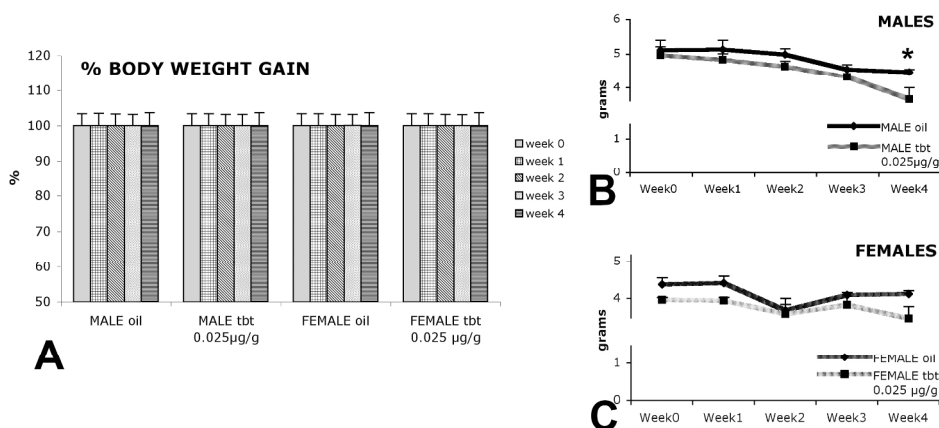 120
% BODY WEIGHT GAIN
110
100
90
80
70
60
50
%
MALE oil
MALE tbt
0.025µg/g
FEMALE oil
FEMALE tbt
0.025 µg/g
week 0
week 1
week 2
week 3
week 4
A
MALES
6
5
4
1
0
grams
*
MALE oil
MALE tbt
0.025µg/g
Week0
Week1
Week2
Week3
Week4
B
FEMALES
5
4
1
0
grams
FEMALE oil
FEMALE tbt
0.025 µg/g
Week0
Week1
Week2
Week3
Week4
C